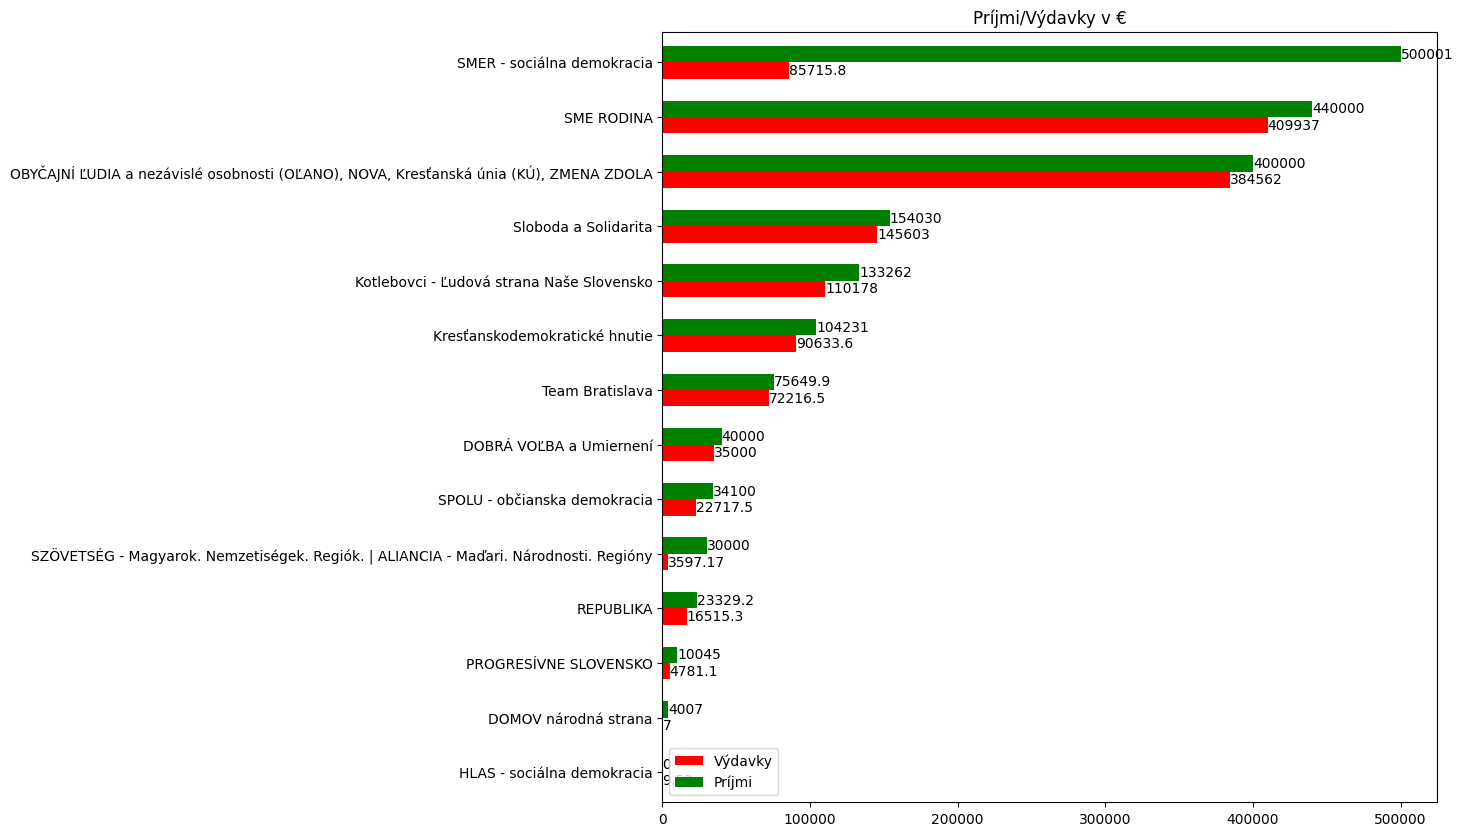 Príjmi/Výdavky v €
SMER - sociálna demokracia
500001
85715.8
SME RODINA
440000
409937
OBYČAJNÍ ĽUDIA a nezávislé osobnosti (OĽANO), NOVA, Kresťanská únia (KÚ), ZMENA ZDOLA
400000
384562
Sloboda a Solidarita
154030
145603
Kotlebovci - Ľudová strana Naše Slovensko
133262
110178
Kresťanskodemokratické hnutie
104231
90633.6
Team Bratislava
75649.9
72216.5
DOBRÁ VOĽBA a Umiernení
40000
35000
SPOLU - občianska demokracia
34100
22717.5
SZÖVETSÉG - Magyarok. Nemzetiségek. Regiók. | ALIANCIA - Maďari. Národnosti. Regióny
30000
3597.17
REPUBLIKA
23329.2
16515.3
PROGRESÍVNE SLOVENSKO
10045
4781.1
DOMOV národná strana
4007
7
HLAS - sociálna demokracia
0
Výdavky
Príjmi
0 100000 200000 300000 400000 500000